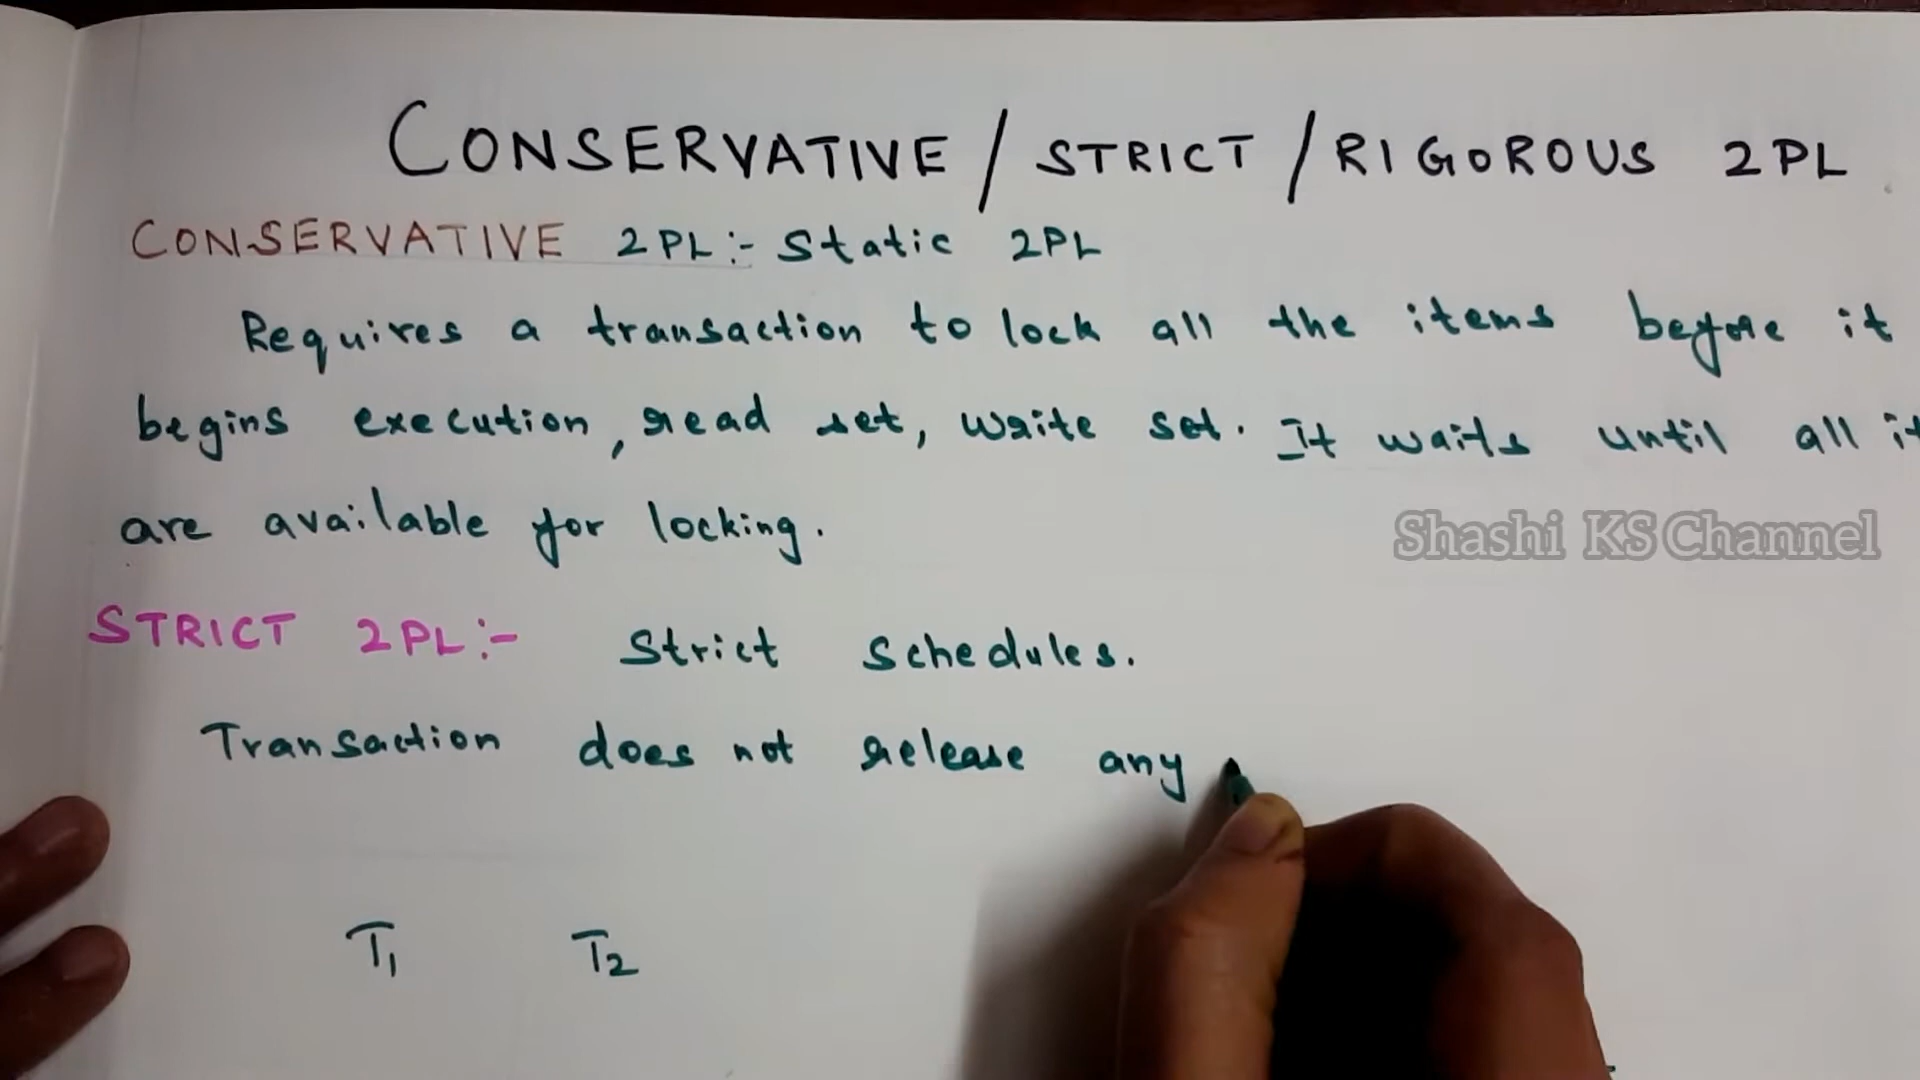 CONSERVATIVE / STRICT / RIGOROUS 2PL
CONSERVATIVE 2PL:- Static 2PL
Requires a transaction to lock all the items before it
begins execution, read set, write set. It waits until all it
are available for locking.
Shashi KS Channel
STRICT 2PL:- Strict Schedules.
Transaction does not release any
T1 T2